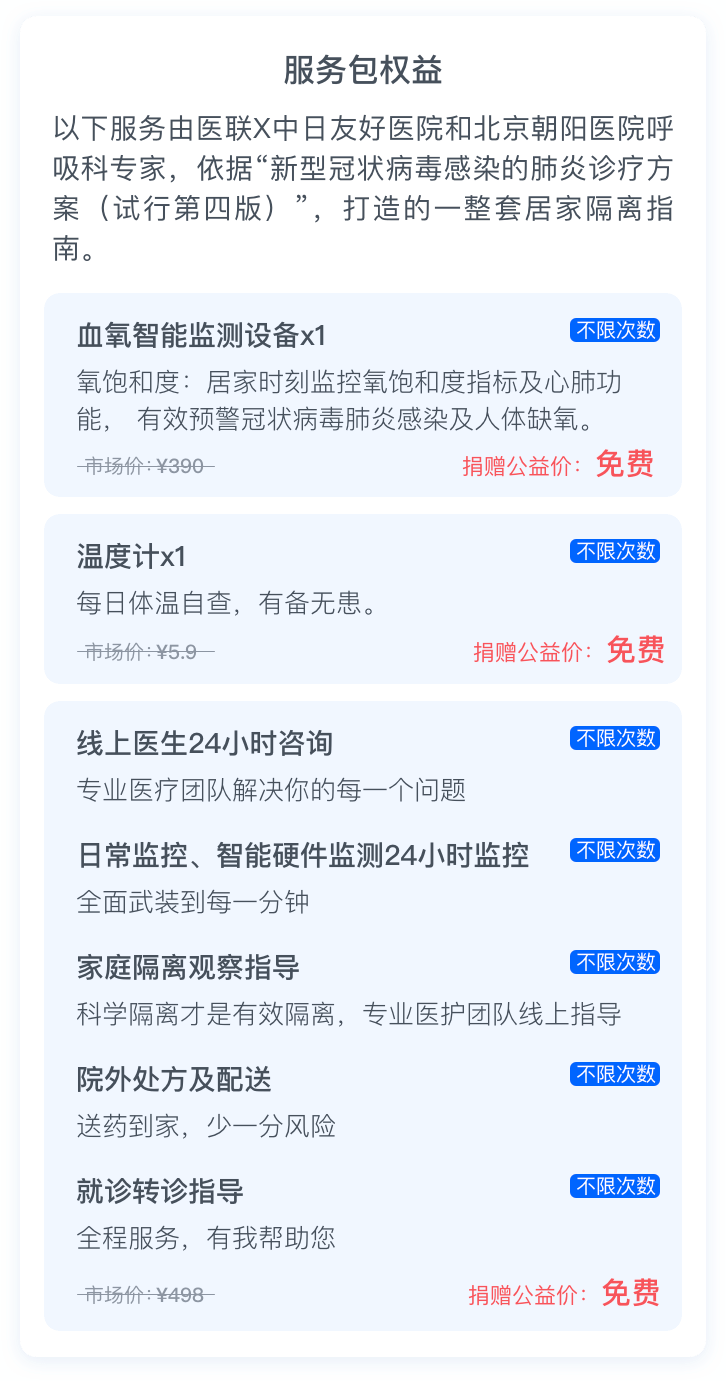 服务包权益
以下服务由医联X中日友好医院和北京朝阳医院呼
吸科专家，依据“新型冠状病毒感染的肺炎诊疗方
案（试行第四版）”，打造的一整套居家隔离指
南。
血氧智能监测设备x1 不限次数
氧饱和度：居家时刻监控氧饱和度指标及心肺功
能， 有效预警冠状病毒肺炎感染及人体缺氧。
市场价：¥390 捐赠公益价：免费
温度计x1 不限次数
每日体温自查，有备无患。
市场价：¥5.9 捐赠公益价：免费
线上医生24小时咨询 不限次数
专业医疗团队解决你的每一个问题
日常监控、智能硬件监测24小时监控 不限次数
全面武装到每一分钟
家庭隔离观察指导 不限次数
科学隔离才是有效隔离，专业医护团队线上指导
院外处方及配送 不限次数
送药到家，少一分风险
就诊转诊指导 不限次数
全程服务，有我帮助您
市场价：¥498 捐赠公益价：免费